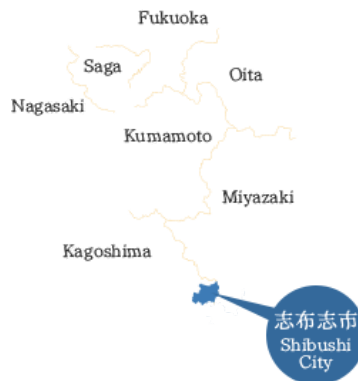 Fukuoka
Saga
Oita
Nagasaki
Kumamoto
Miyazaki
Kagoshima
志布志市
Shibushi
City